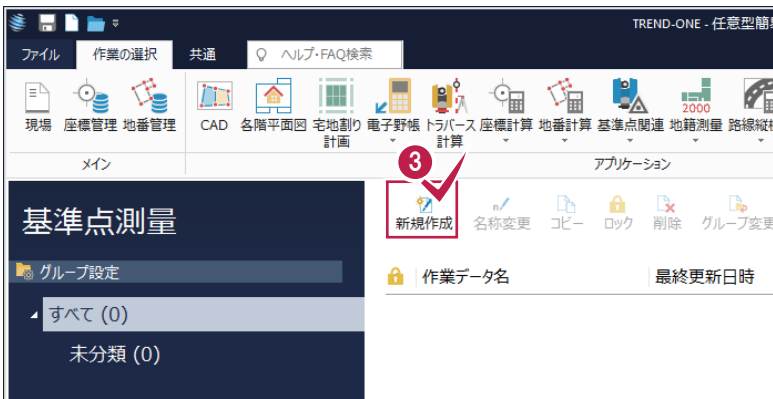 TREND-ONE - 任意型簡
ファイル 作業の選択 共通 ヘルプ・FAQ検索
現場 座標管理 地番管理 CAD 各階平面図 宅地割り計画 電子野帳 トラバース計算 座標計算 地番計算 基準点関連 2000 地籍測量 路線縦
メイン アプリケーション
3
基準点測量
新規作成 名称変更 コピー ロック 削除 グループ変更
グループ設定
作業データ名 最終更新日時
すべて (0)
未分類 (0)